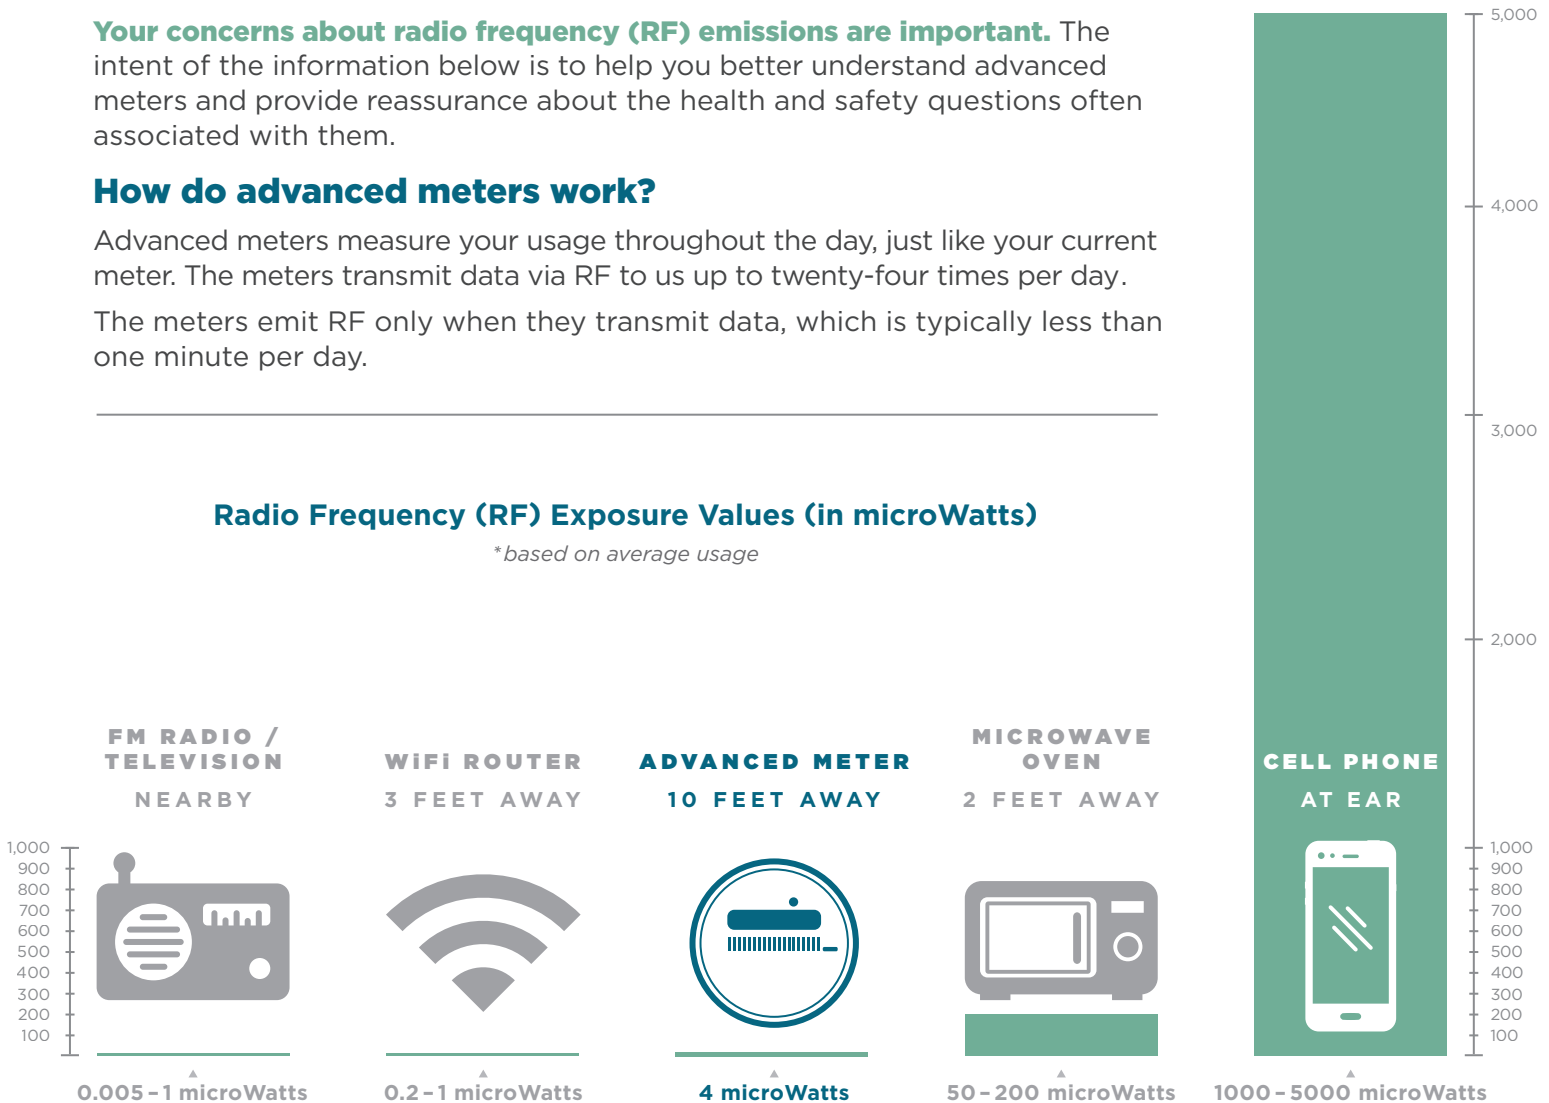 Your concerns about radio frequency (RF) emissions are important. The
intent of the information below is to help you better understand advanced
meters and provide reassurance about the health and safety questions often
associated with them.
How do advanced meters work?
Advanced meters measure your usage throughout the day, just like your current
meter. The meters transmit data via RF to us up to twenty-four times per day.
The meters emit RF only when they transmit data, which is typically less than
one minute per day.
Radio Frequency (RF) Exposure Values (in microWatts)
*based on average usage
FM RADIO /
TELEVISION
NEARBY
WiFi ROUTER
3 FEET AWAY
ADVANCED METER
10 FEET AWAY
MICROWAVE
OVEN
2 FEET AWAY
CELL PHONE
AT EAR
1,000
900
800
700
600
500
400
300
200
100
5,000
4,000
3,000
2,000
1,000
900
800
700
600
500
400
300
200
100
0.005 – 1 microWatts
0.2 – 1 microWatts
4 microWatts
50 – 200 microWatts
1000 – 5000 microWatts